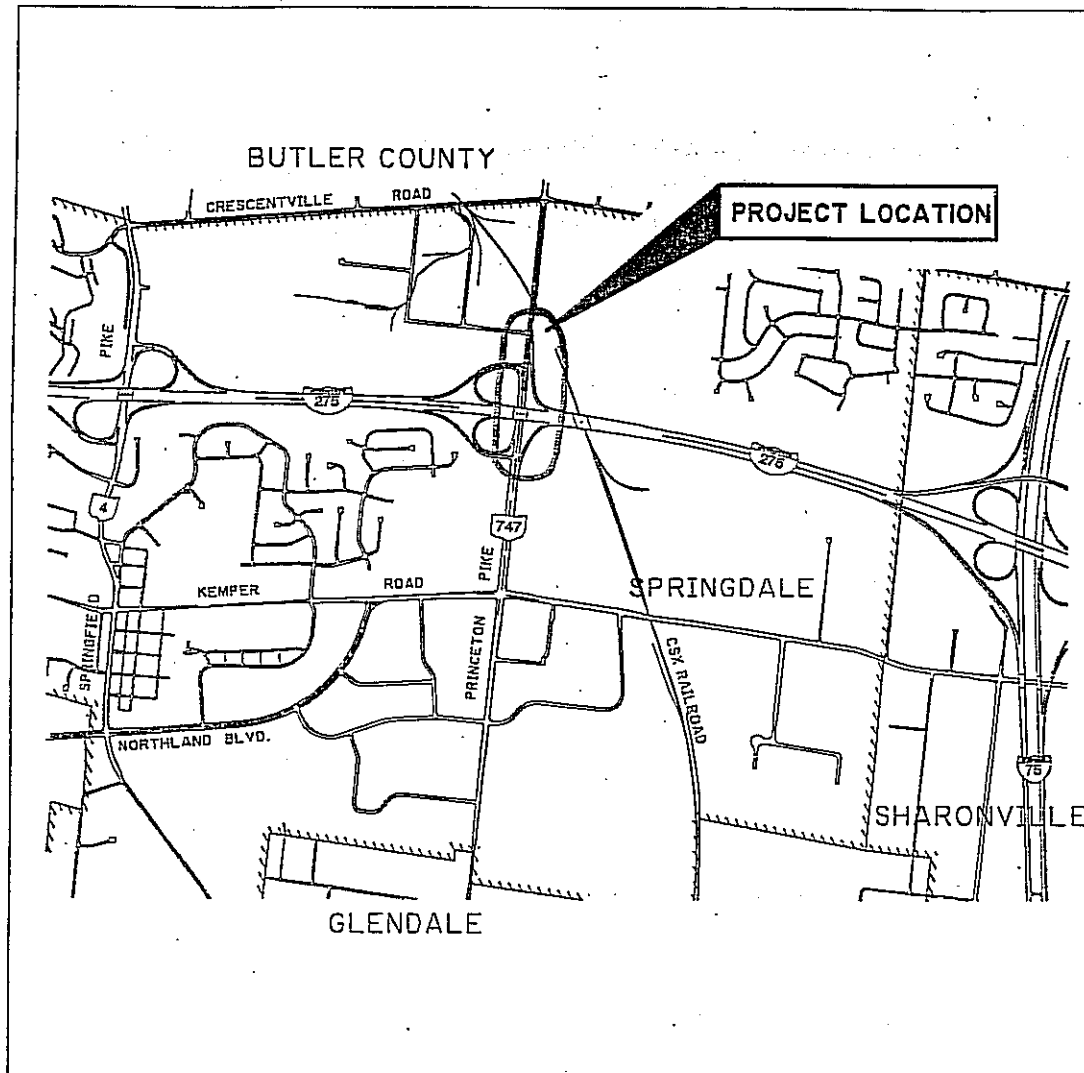 BUTLER COUNTY
CRESCENTVILLE ROAD
PROJECT LOCATION
PIKE
275
275
4
747
PIKE
SPRINGDALE
KEMPER ROAD
SPRINGFIELD
PRINCETON
CSX RAILROAD
NORTHLAND BLVD.
75
SHARONVILLE
GLENDALE